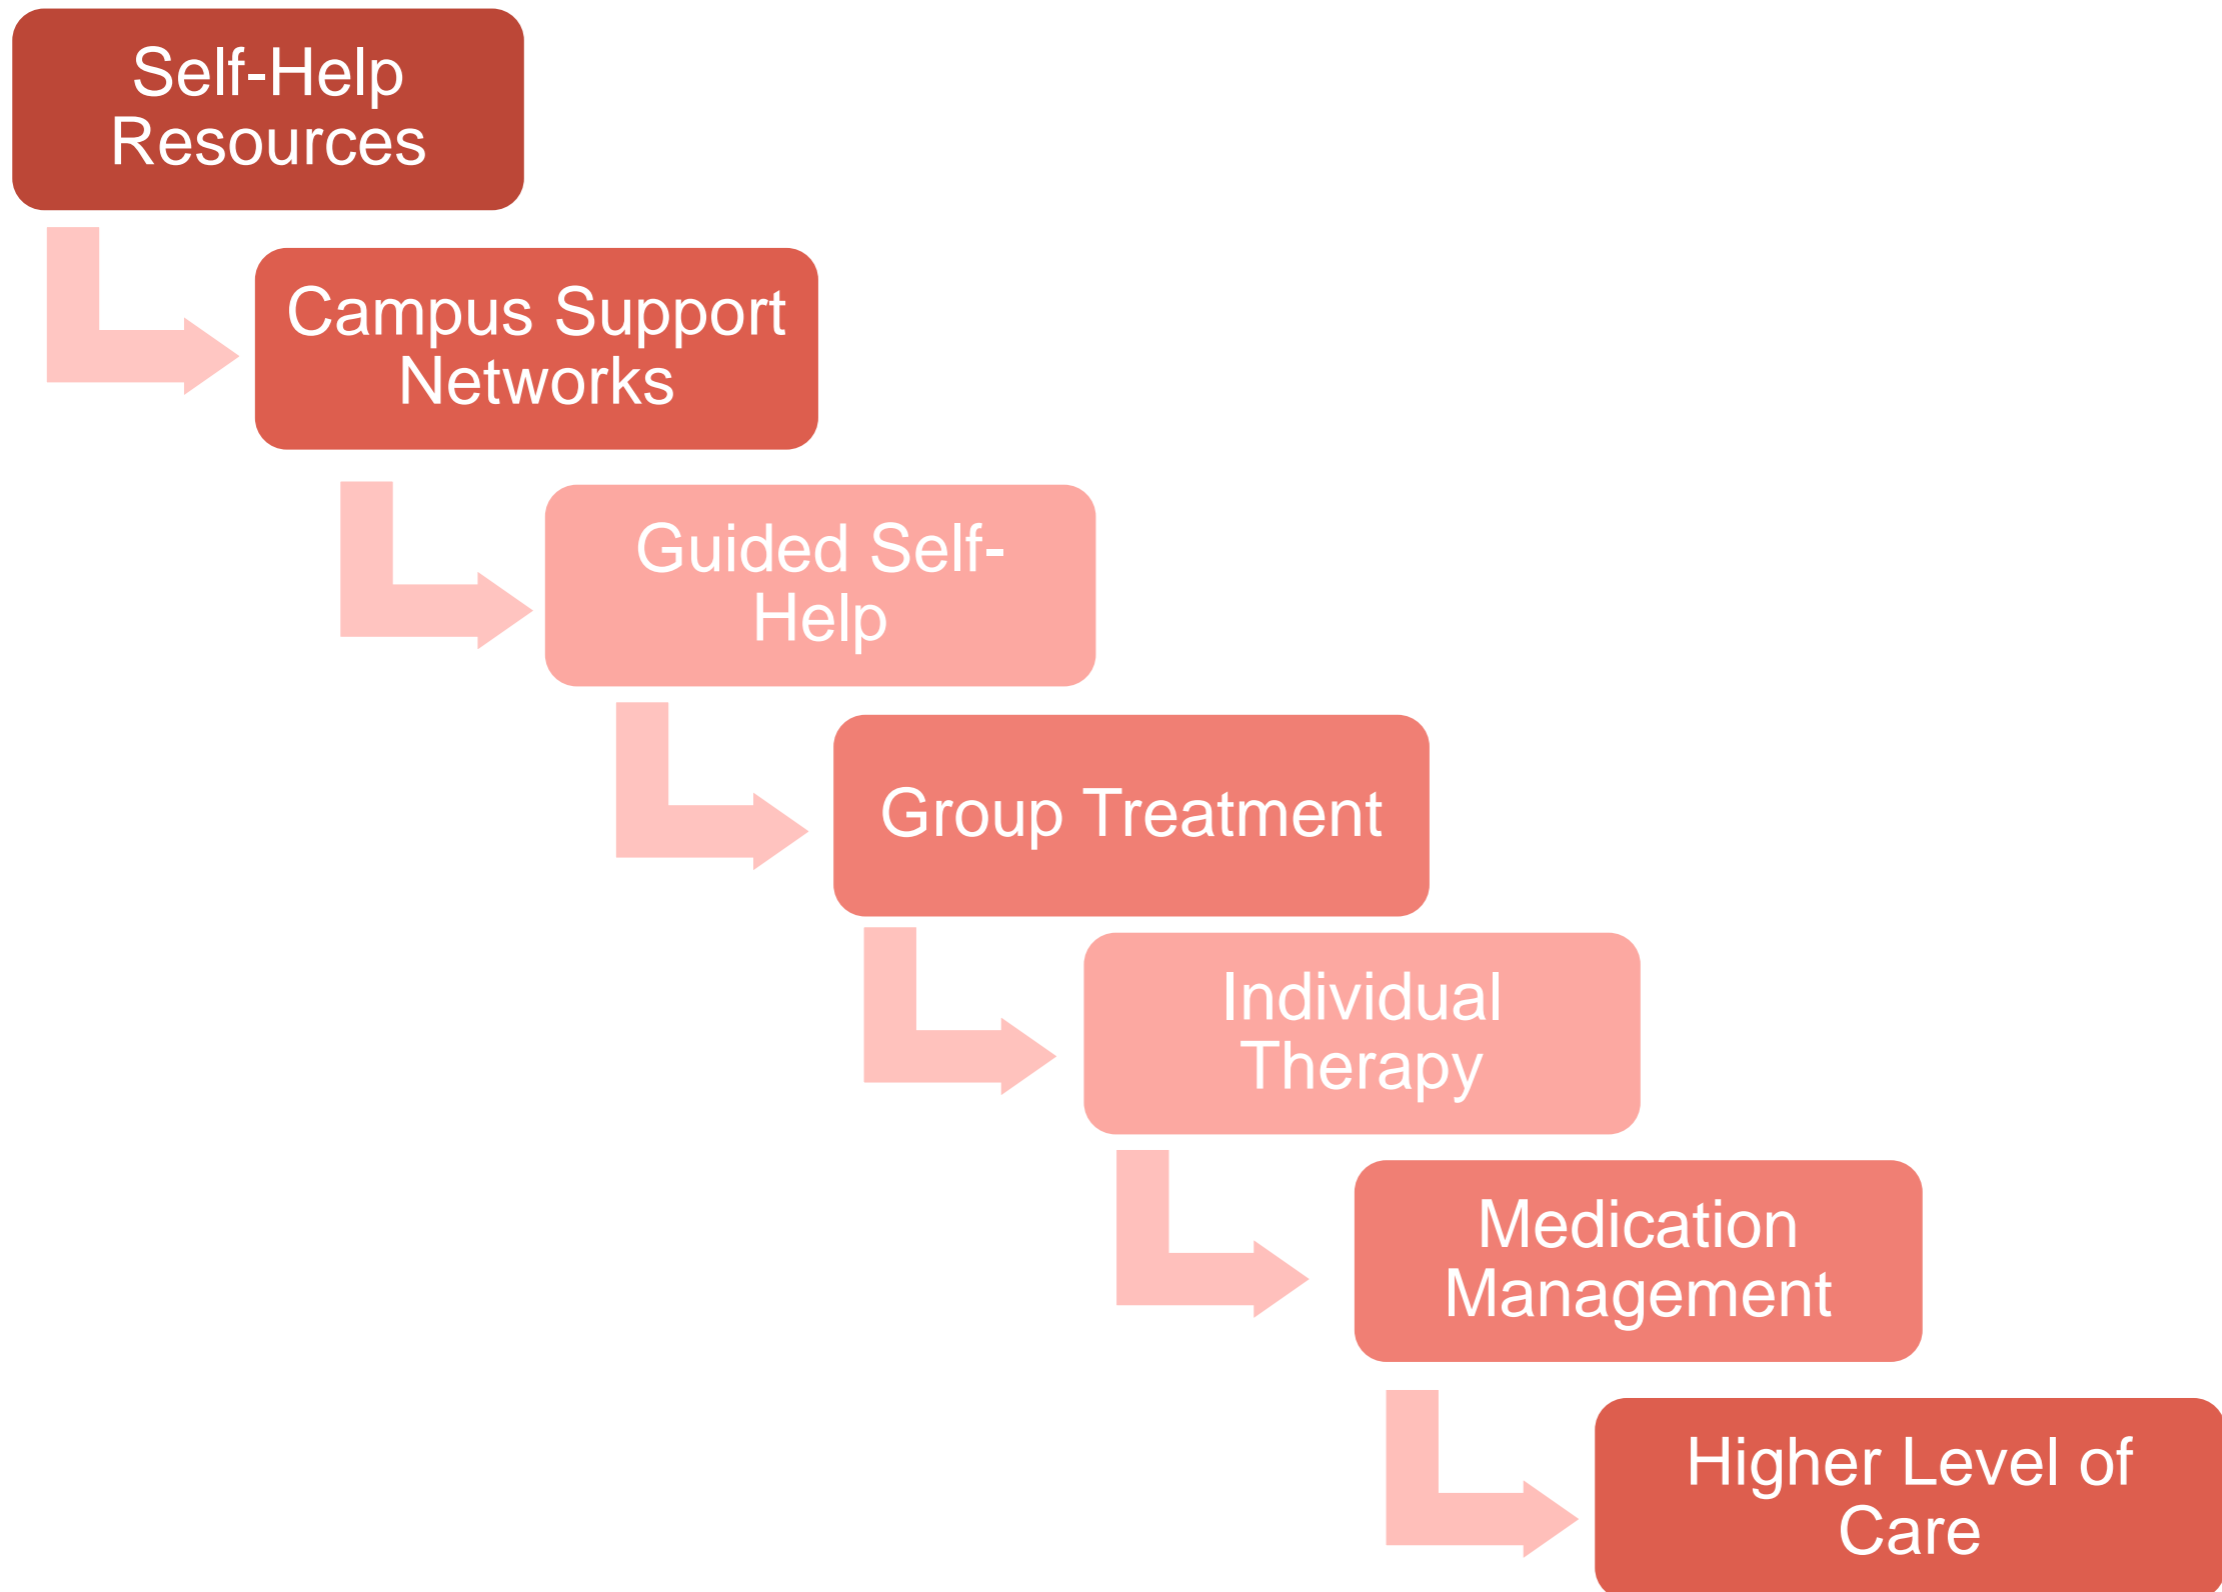 Self-Help
Resources
Campus Support
Networks
Guided Self-
Help
Group Treatment
Individual
Therapy
Medication
Management
Higher Level of
Care